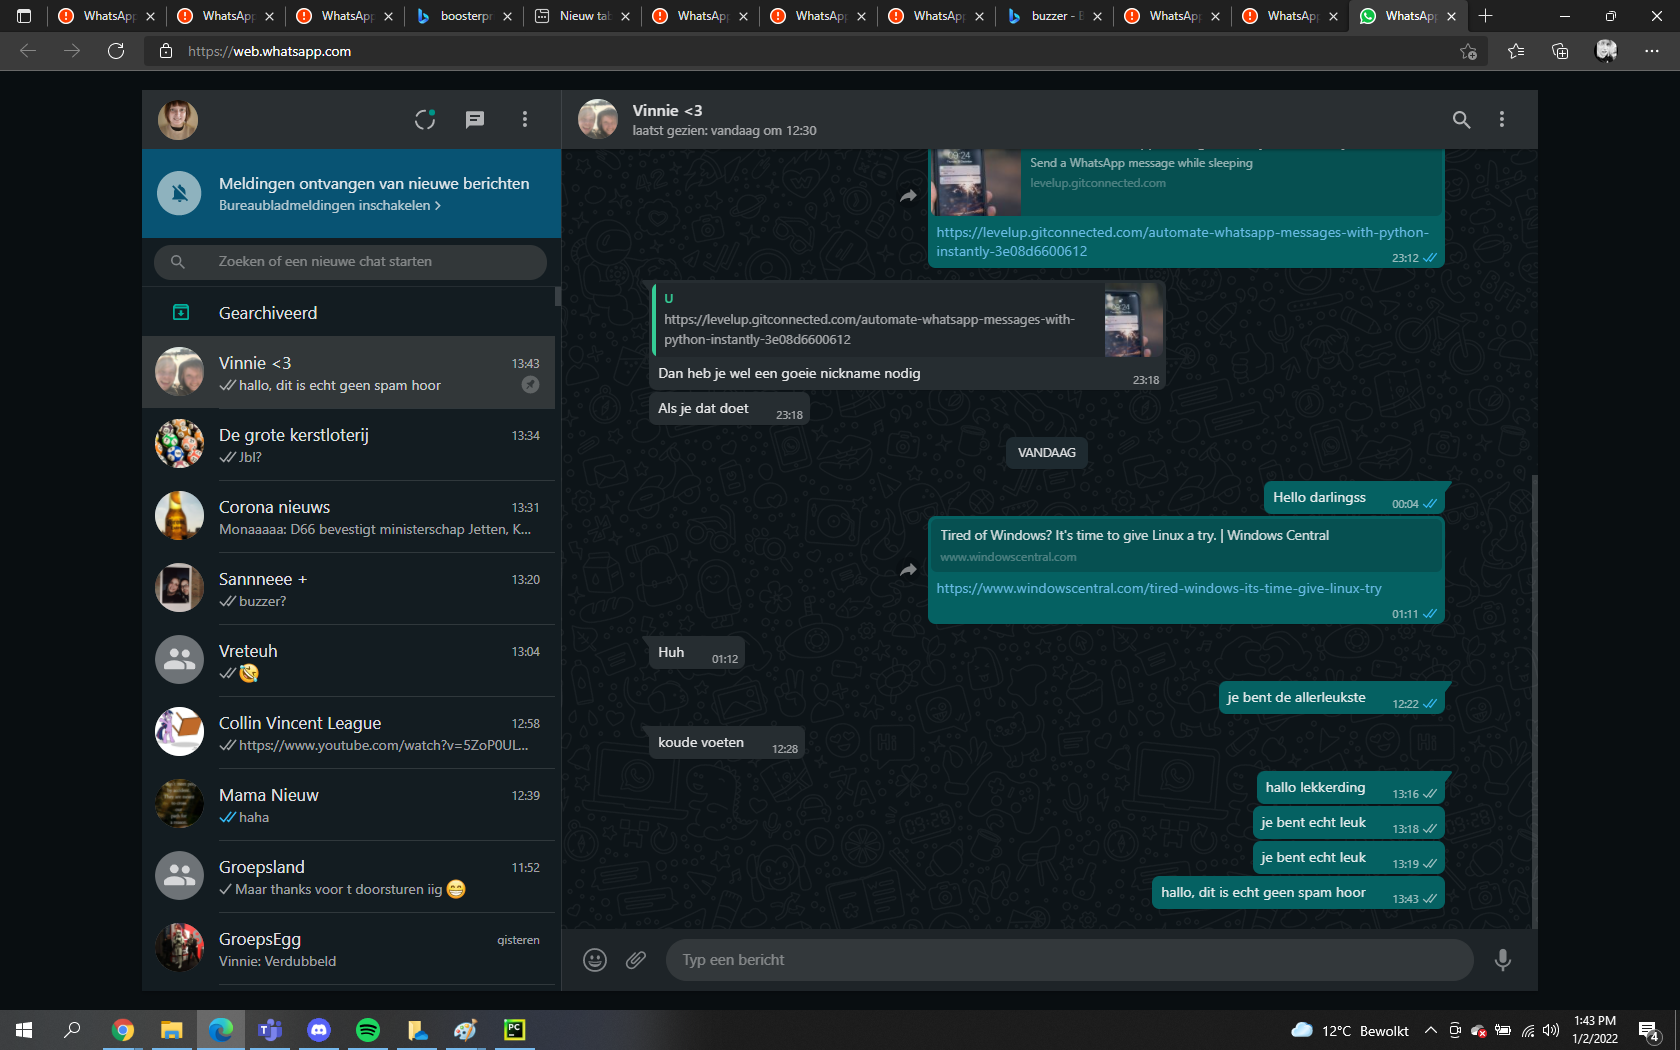 WhatsApp
WhatsApp
WhatsApp
boosterpr
Nieuw tab
WhatsApp
WhatsApp
WhatsApp
buzzer - B
WhatsApp
WhatsApp
WhatsApp
https://web.whatsapp.com
Vinnie <3
laatst gezien: vandaag om 12:30
Meldingen ontvangen van nieuwe berichten
Bureaubladmeldingen inschakelen >
Zoeken of een nieuwe chat starten
Gearchiveerd
Vinnie <3
13:43
hallo, dit is echt geen spam hoor
De grote kerstloterij
13:34
Jbl?
Corona nieuws
13:31
Monaaaaa: D66 bevestigt ministerschap Jetten, K...
Sannneee +
13:20
buzzer?
Vreteuh
13:04
🤣
Collin Vincent League
12:58
https://www.youtube.com/watch?v=5ZoP0UL...
Mama Nieuw
12:39
haha
Groepsland
11:52
Maar thanks voor t doorsturen iig 😁
GroepsEgg
gisteren
Vinnie: Verdubbeld
09:24
Send a WhatsApp message while sleeping
levelup.gitconnected.com
https://levelup.gitconnected.com/automate-whatsapp-messages-with-python-
instantly-3e08d6600612
23:12
U
https://levelup.gitconnected.com/automate-whatsapp-messages-with-
python-instantly-3e08d6600612
09:24
Dan heb je wel een goeie nickname nodig
23:18
Als je dat doet
23:18
VANDAAG
Hello darlingss
00:04
Tired of Windows? It's time to give Linux a try. | Windows Central
www.windowscentral.com
https://www.windowscentral.com/tired-windows-its-time-give-linux-try
01:11
Huh
01:12
je bent de allerleukste
12:22
koude voeten
12:28
hallo lekkerding
13:16
je bent echt leuk
13:18
je bent echt leuk
13:19
hallo, dit is echt geen spam hoor
13:43
Typ een bericht
PC
12°C Bewolkt
1:43 PM
1/2/2022
4